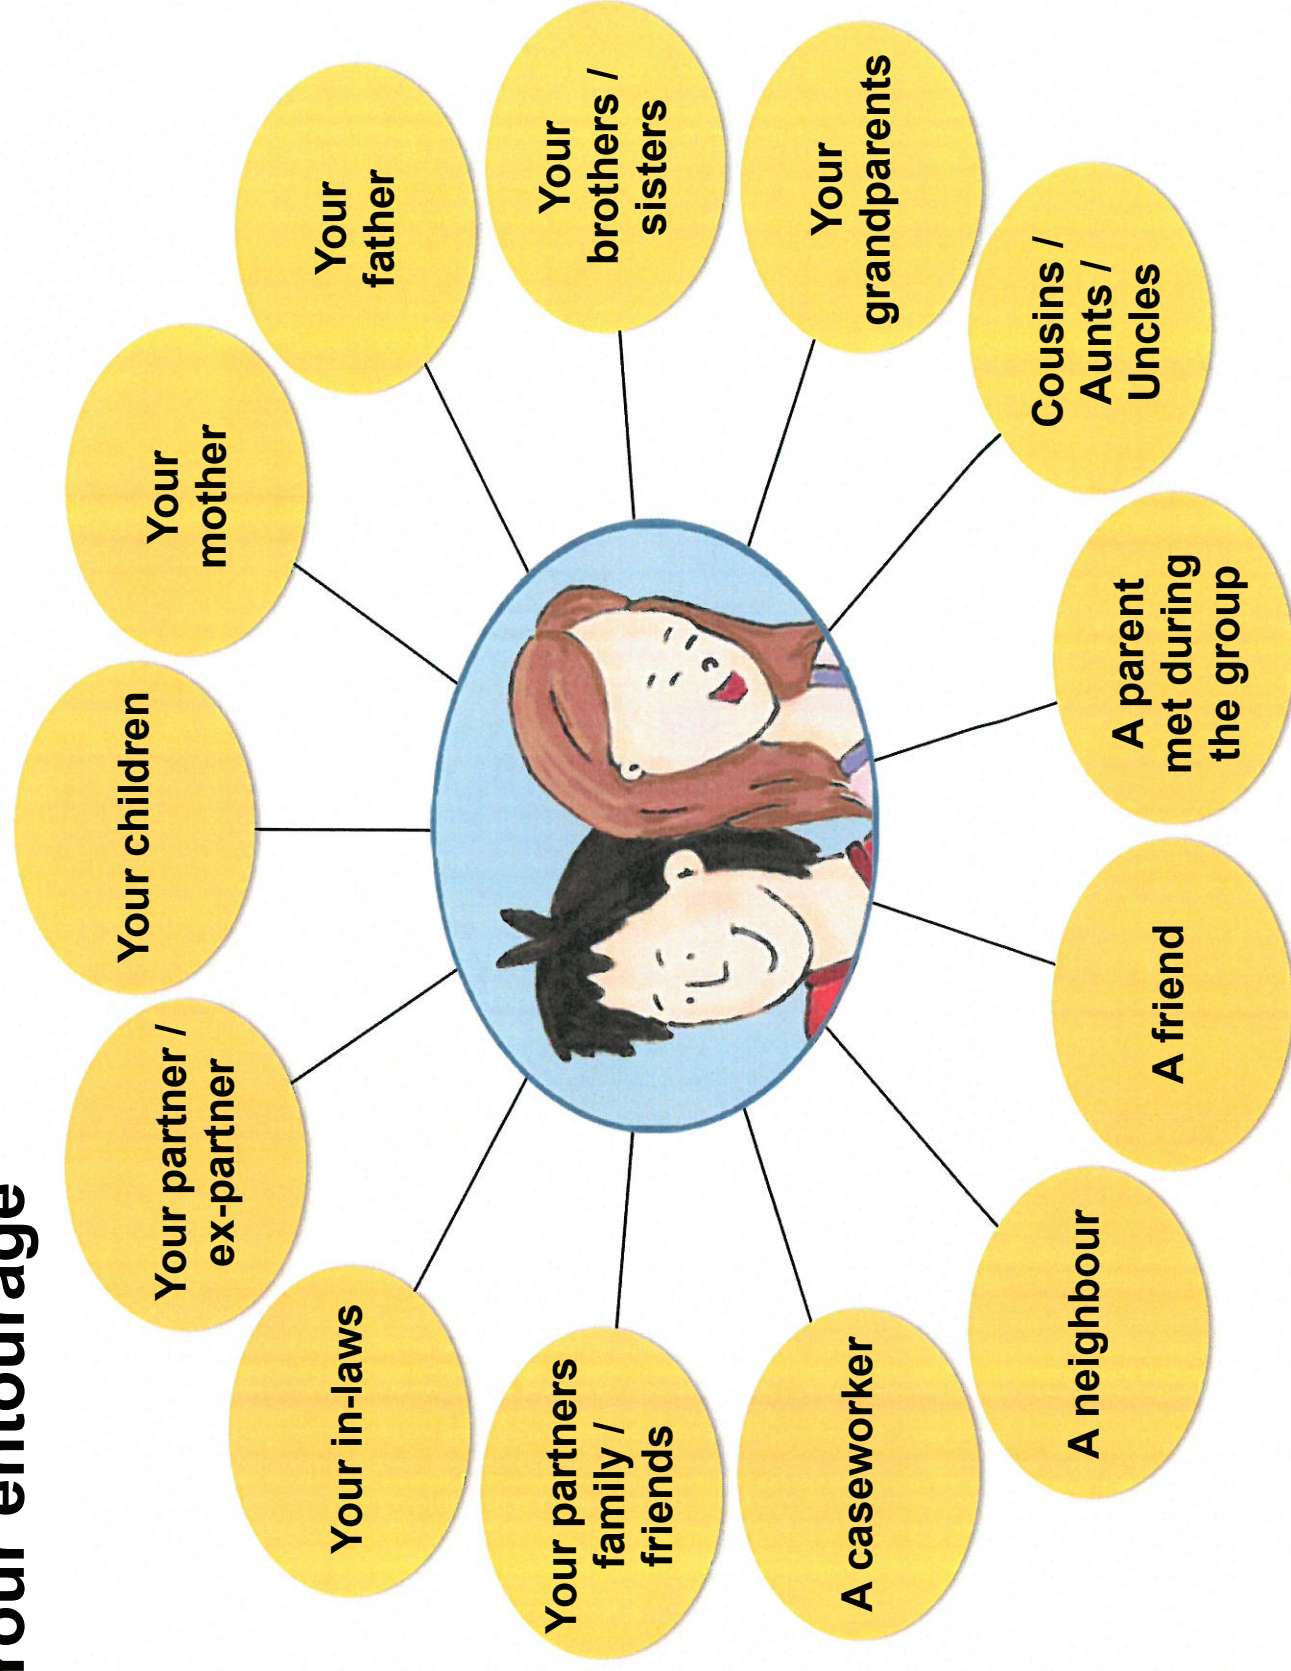 Your entourage
Your children
Your
mother
Your
father
Your
brothers /
sisters
Your
grandparents
Cousins /
Aunts /
Uncles
A parent
met during
the group
A friend
A neighbour
A caseworker
Your partners
family /
friends
Your in-laws
Your partner /
ex-partner